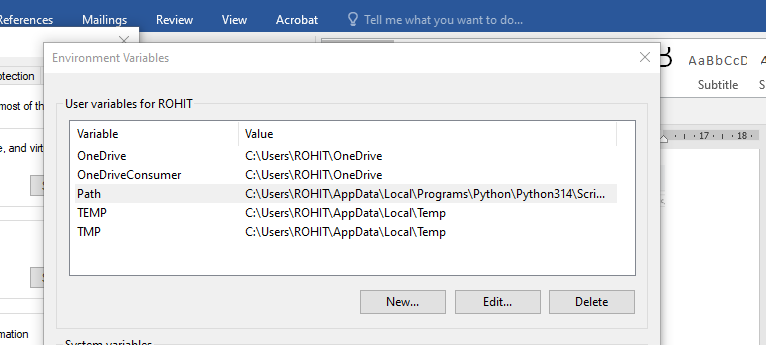 References Mailings Review View Acrobat Tell me what you want to do...
Environment Variables
AaBbCcD
Subtitle
tection
most of th
User variables for ROHIT
Variable Value
OneDrive C:\Users\ROHIT\OneDrive
OneDriveConsumer C:\Users\ROHIT\OneDrive
Path C:\Users\ROHIT\AppData\Local\Programs\Python\Python314\Scri...
TEMP C:\Users\ROHIT\AppData\Local\Temp
TMP C:\Users\ROHIT\AppData\Local\Temp
e, and virt
17 18
New... Edit... Delete
mation
System variables